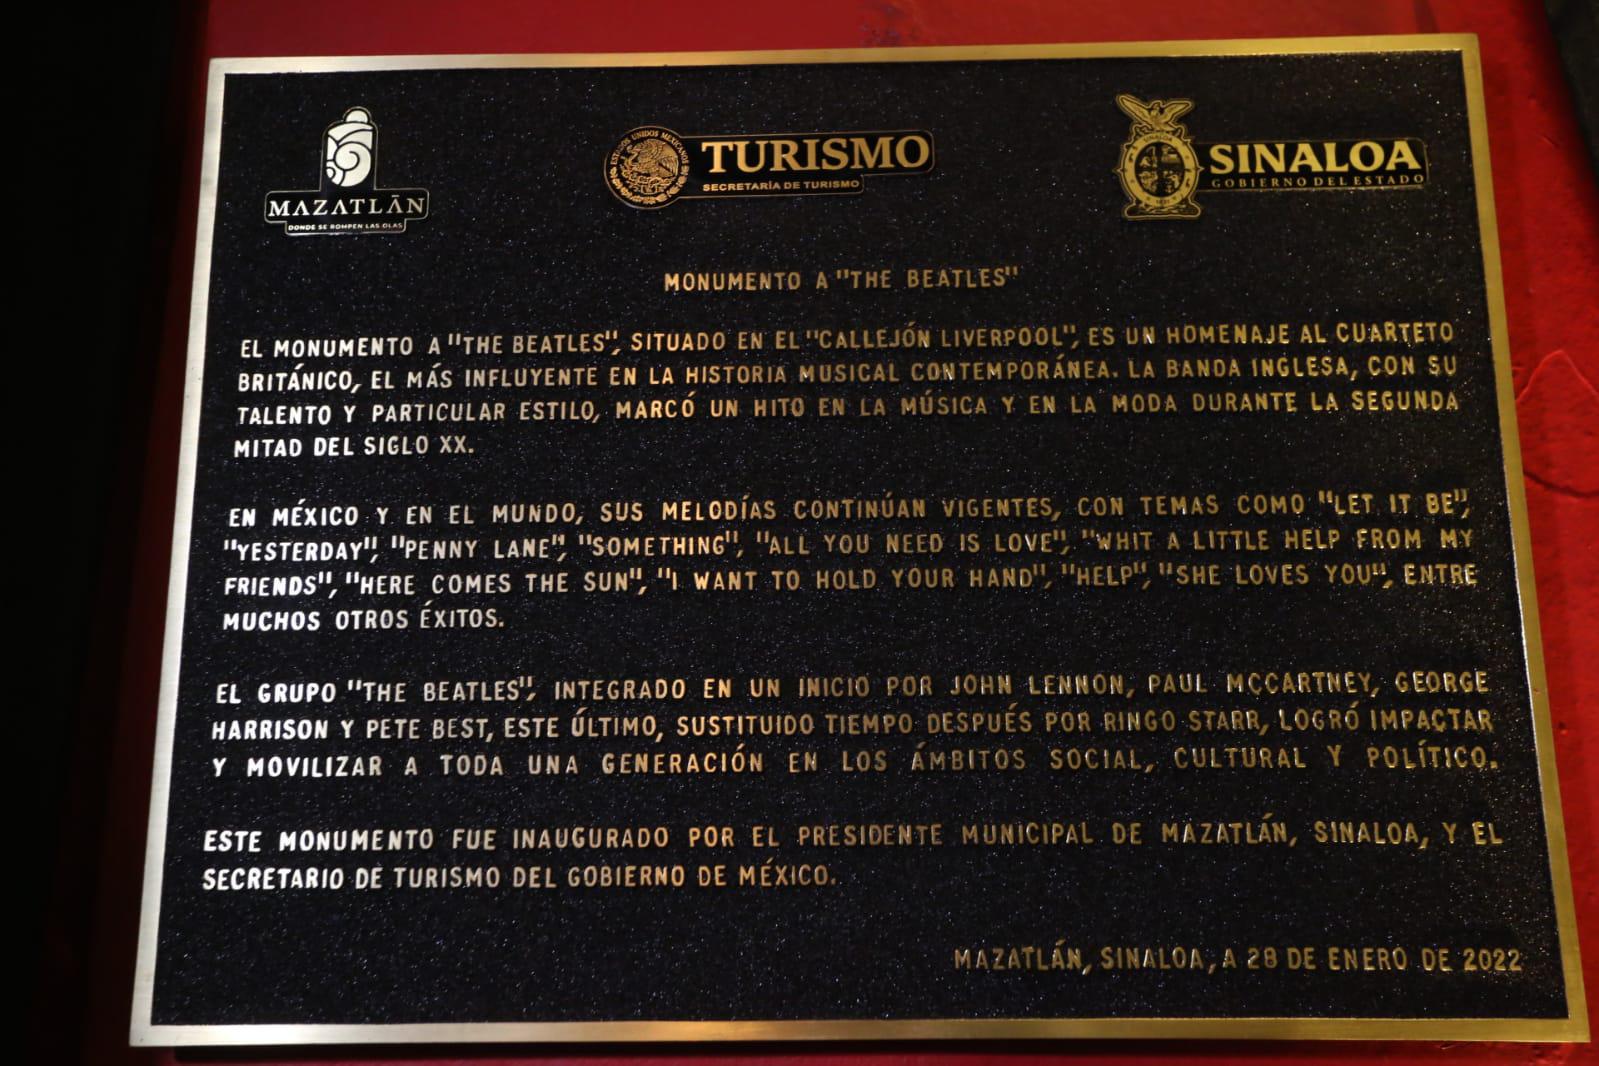 MAZATLÁN
DONDE SE ROMPEN LAS OLAS
ESTADOS UNIDOS MEXICANOS
TURISMO
SECRETARÍA DE TURISMO
SINALOA
GOBIERNO DEL ESTADO
MONUMENTO A "THE BEATLES"
EL MONUMENTO A "THE BEATLES", SITUADO EN EL "CALLEJÓN LIVERPOOL", ES UN HOMENAJE AL CUARTETO
BRITÁNICO, EL MÁS INFLUYENTE EN LA HISTORIA MUSICAL CONTEMPORÁNEA. LA BANDA INGLESA, CON SU
TALENTO Y PARTICULAR ESTILO, MARCÓ UN HITO EN LA MÚSICA Y EN LA MODA DURANTE LA SEGUNDA
MITAD DEL SIGLO XX.
EN MÉXICO Y EN EL MUNDO, SUS MELODÍAS CONTINÚAN VIGENTES, CON TEMAS COMO "LET IT BE",
"YESTERDAY", "PENNY LANE", "SOMETHING", "ALL YOU NEED IS LOVE", "WHIT A LITTLE HELP FROM MY
FRIENDS", "HERE COMES THE SUN", "I WANT TO HOLD YOUR HAND", "HELP", "SHE LOVES YOU", ENTRE
MUCHOS OTROS ÉXITOS.
EL GRUPO "THE BEATLES", INTEGRADO EN UN INICIO POR JOHN LENNON, PAUL MCCARTNEY, GEORGE
HARRISON Y PETE BEST, ESTE ÚLTIMO, SUSTITUIDO TIEMPO DESPUÉS POR RINGO STARR, LOGRÓ IMPACTAR
Y MOVILIZAR A TODA UNA GENERACIÓN EN LOS ÁMBITOS SOCIAL, CULTURAL Y POLÍTICO.
ESTE MONUMENTO FUE INAUGURADO POR EL PRESIDENTE MUNICIPAL DE MAZATLÁN, SINALOA, Y EL
SECRETARIO DE TURISMO DEL GOBIERNO DE MÉXICO.
MAZATLÁN, SINALOA, A 28 DE ENERO DE 2022